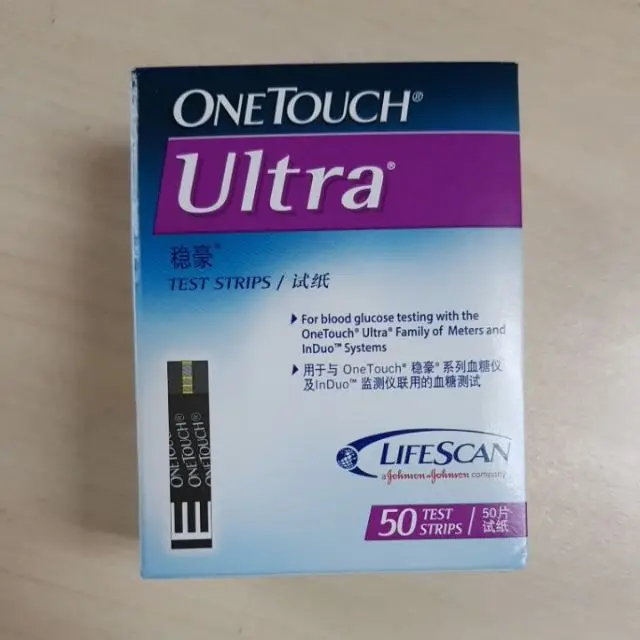 ONETOUCH®
Ultra®
稳豪®
TEST STRIPS / 试纸
For blood glucose testing with the
OneTouch® Ultra® Family of Meters and
InDuo™ Systems
用于与 OneTouch® 稳豪® 系列血糖仪
及InDuo™ 监测仪联用的血糖测试
ONETOUCH®
ONETOUCH®
ONETOUCH
LIFESCAN
a Johnson & Johnson company
50 TEST STRIPS / 50片 试纸